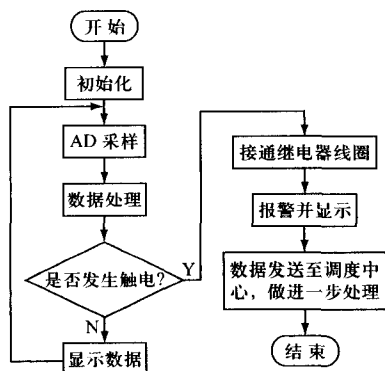 开始
初始化
AD 采样
数据处理
是否发生触电?
Y
N
显示数据
接通继电器线圈
报警并显示
数据发送至调度中
心，做进一步处理
结束